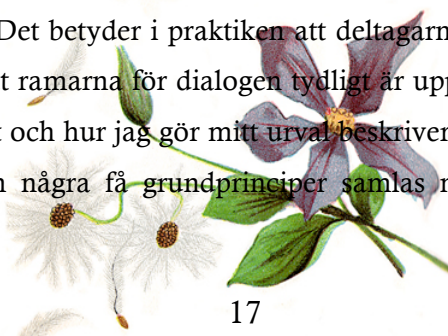 Det betyder i praktiken att deltagarn
t ramarna för dialogen tydligt är upp
t och hur jag gör mitt urval beskriver
n några få grundprinciper samlas
17